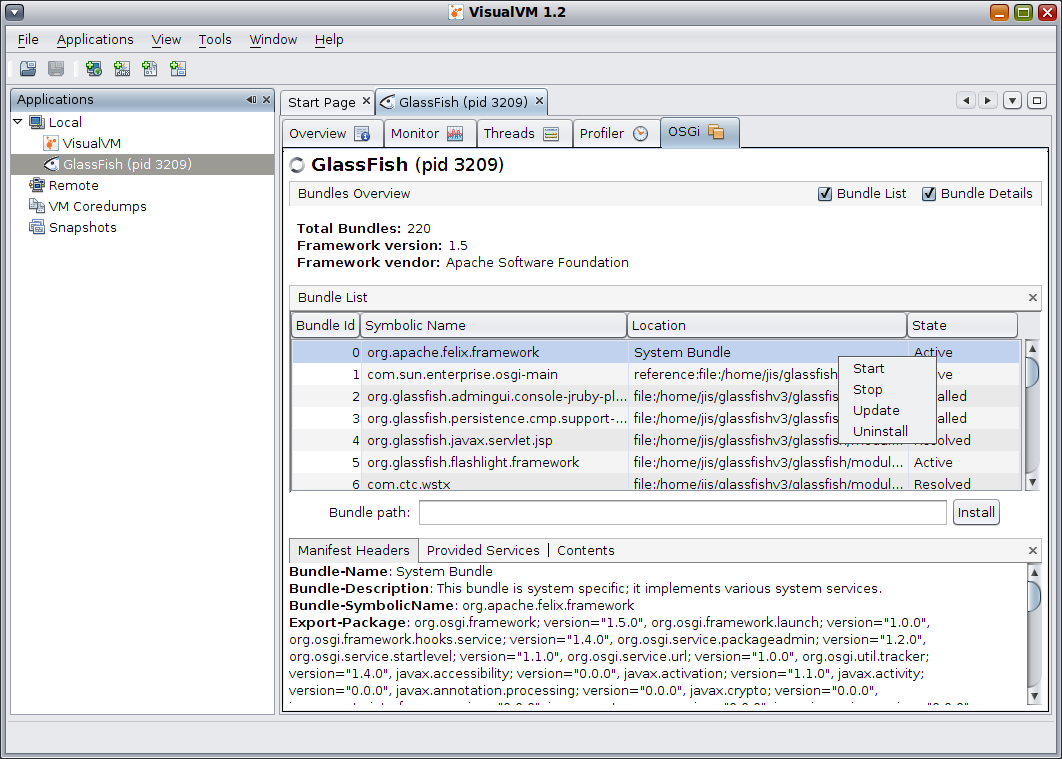 VisualVM 1.2
File Applications View Tools Window Help
Applications
Local
VisualVM
GlassFish (pid 3209)
Remote
VM Coredumps
Snapshots
Start Page GlassFish (pid 3209)
Overview Monitor Threads Profiler OSGi
GlassFish (pid 3209)
Bundles Overview Bundle List Bundle Details
Total Bundles: 220
Framework version: 1.5
Framework vendor: Apache Software Foundation
Bundle List
Bundle Id Symbolic Name Location State
0 org.apache.felix.framework System Bundle Active
1 com.sun.enterprise.osgi-main reference:file:/home/jis/glassfish
2 org.glassfish.admingui.console-jruby-pl... file:/home/jis/glassfishv3/glassfis
3 org.glassfish.persistence.cmp.support-... file:/home/jis/glassfishv3/glassfis
4 org.glassfish.javax.servlet.jsp file:/home/jis/glassfishv3/glassfish/modul... Resolved
5 org.glassfish.flashlight.framework file:/home/jis/glassfishv3/glassfish/modul... Active
6 com.ctc.wstx file:/home/jis/glassfishv3/glassfish/modul... Resolved
Start
Stop
Update
Uninstall
Bundle path: Install
Manifest Headers Provided Services Contents
Bundle-Name: System Bundle
Bundle-Description: This bundle is system specific; it implements various system services.
Bundle-SymbolicName: org.apache.felix.framework
Export-Package: org.osgi.framework; version="1.5.0", org.osgi.framework.launch; version="1.0.0",
org.osgi.framework.hooks.service; version="1.4.0", org.osgi.service.packageadmin; version="1.2.0",
org.osgi.service.startlevel; version="1.1.0", org.osgi.service.url; version="1.0.0", org.osgi.util.tracker;
version="1.4.0", javax.accessibility; version="0.0.0", javax.activation; version="1.1.0", javax.activity;
version="0.0.0", javax.annotation.processing; version="0.0.0", javax.crypto; version="0.0.0",